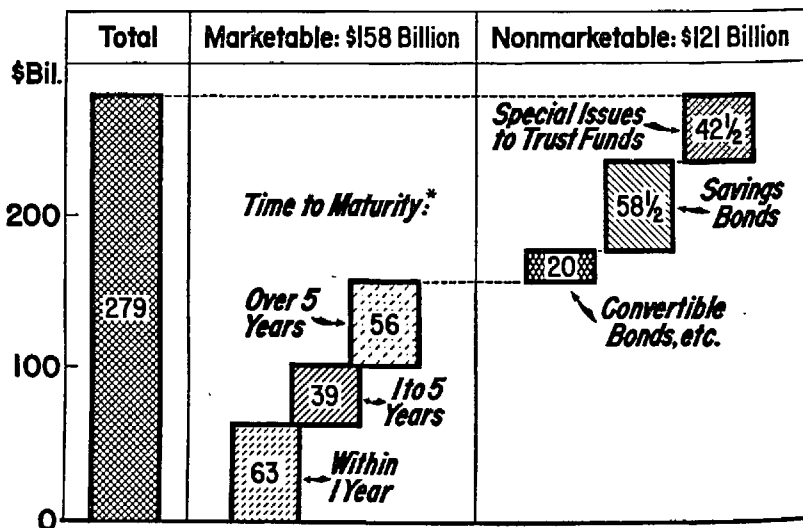 Total
Marketable: $158 Billion
Nonmarketable: $121 Billion
$Bil.
200
100
0
279
Time to Maturity:*
Over 5
Years
56
39
1 to 5
Years
63
Within
1 Year
Special Issues
to Trust Funds
42½
58½
Savings
Bonds
20
Convertible
Bonds, etc.